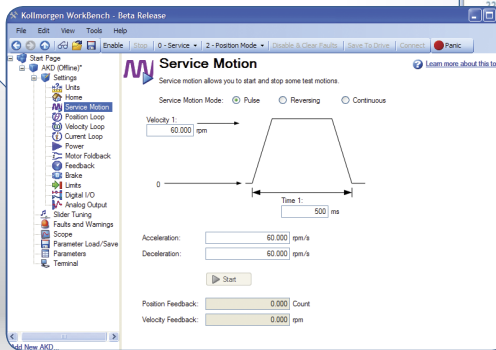 Kollmorgen WorkBench - Beta Release
File Edit View Tools Help
Enable Stop 0 - Service 2 - Position Mode Disable & Clear Faults Save To Drive Connect Panic
Start Page
AKD (Offline)*
Settings
Units
Home
Service Motion
Position Loop
Velocity Loop
Current Loop
Power
Motor Foldback
Feedback
Brake
Limits
Digital I/O
Analog Output
Slider Tuning
Faults and Warnings
Scope
Parameter Load/Save
Parameters
Terminal
Add New AKD...
Service Motion
Learn more about this to
Service motion allows you to start and stop some test motions.
Service Motion Mode: Pulse Reversing Continuous
Velocity 1:
60.000 rpm
0
Time 1:
500 ms
Acceleration: 60.000 rpm/s
Deceleration: 60.000 rpm/s
Start
Position Feedback: 0.000 Count
Velocity Feedback: 0.000 rpm